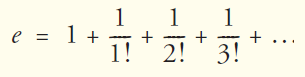 e = 1 + 1/1! + 1/2! + 1/3! + ...